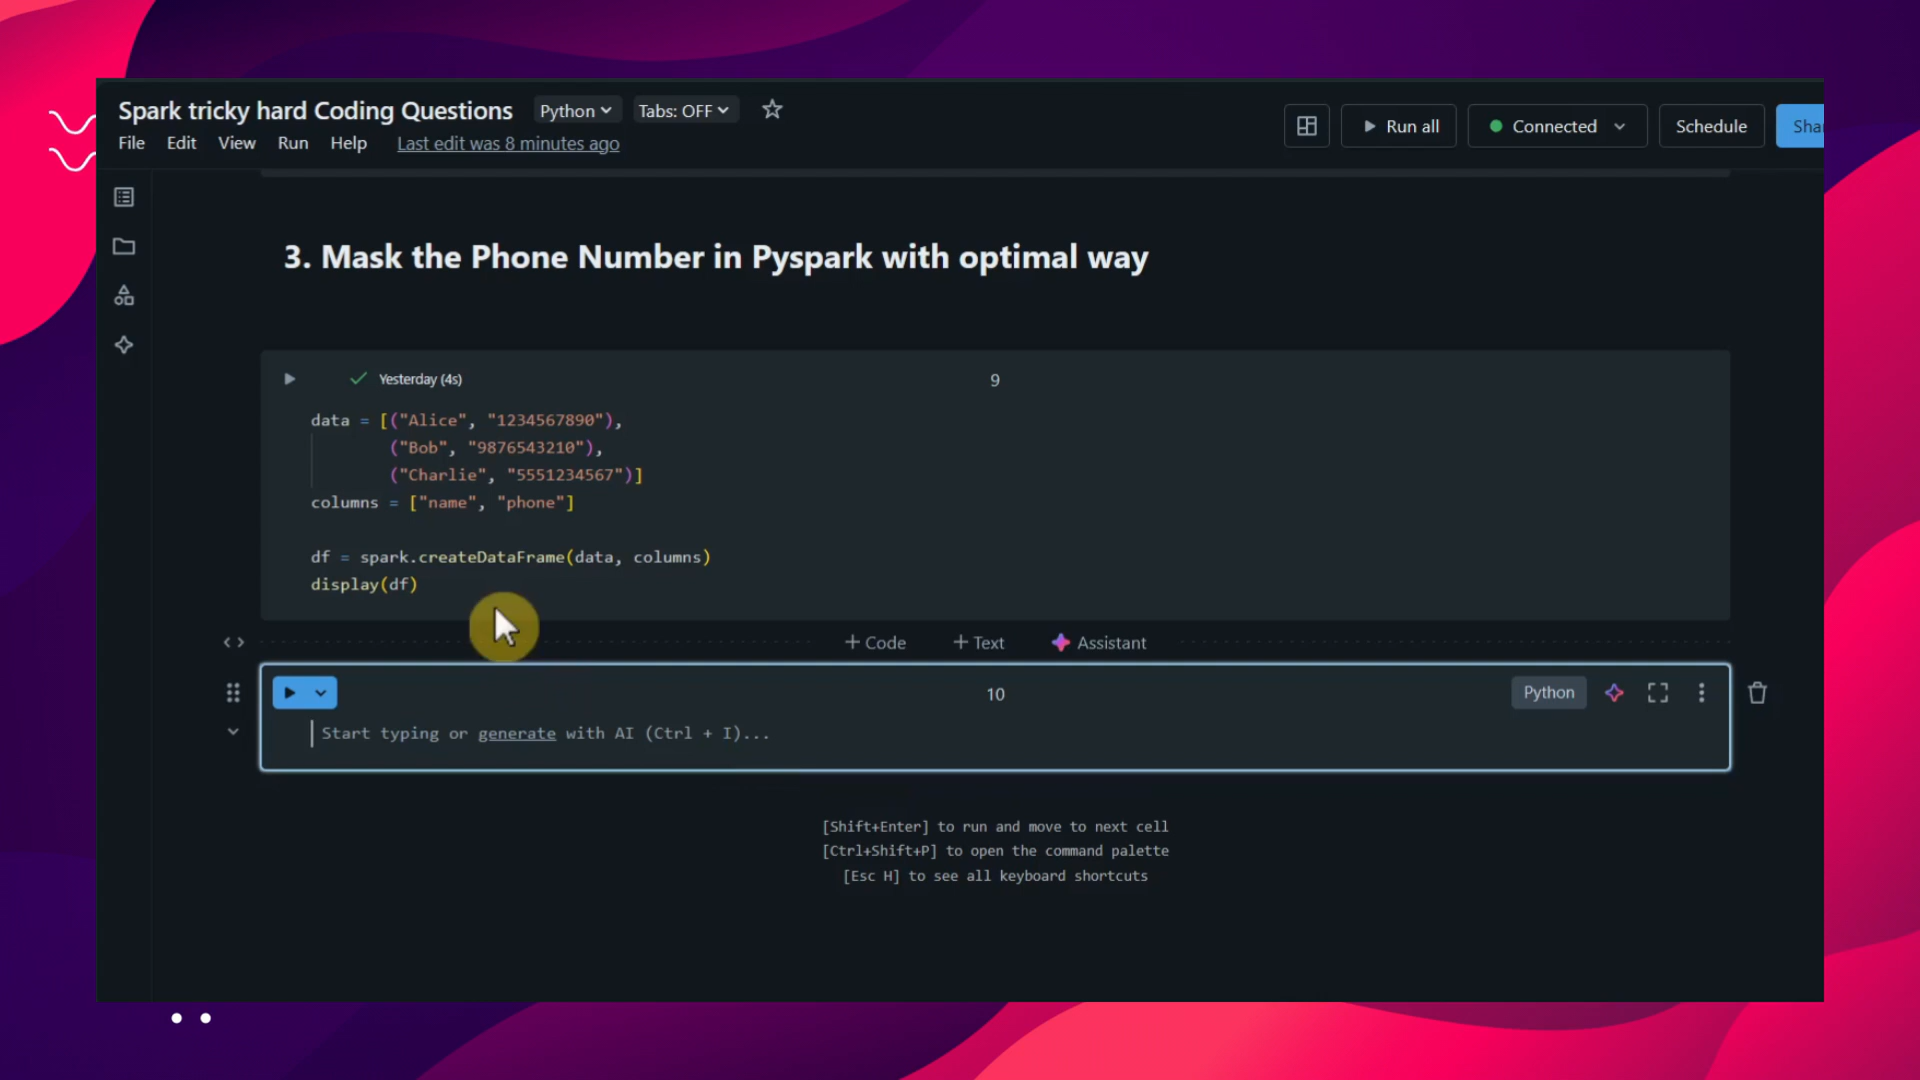 Spark tricky hard Coding Questions Python Tabs: OFF
File Edit View Run Help Last edit was 8 minutes ago
Run all Connected Schedule
3. Mask the Phone Number in Pyspark with optimal way
Yesterday (4s) 9
data = [("Alice", "1234567890"),
("Bob", "9876543210"),
("Charlie", "5551234567")]
columns = ["name", "phone"]
df = spark.createDataFrame(data, columns)
display(df)
+ Code + Text Assistant
10 Python
Start typing or generate with AI (Ctrl + I)...
[Shift+Enter] to run and move to next cell
[Ctrl+Shift+P] to open the command palette
[Esc H] to see all keyboard shortcuts